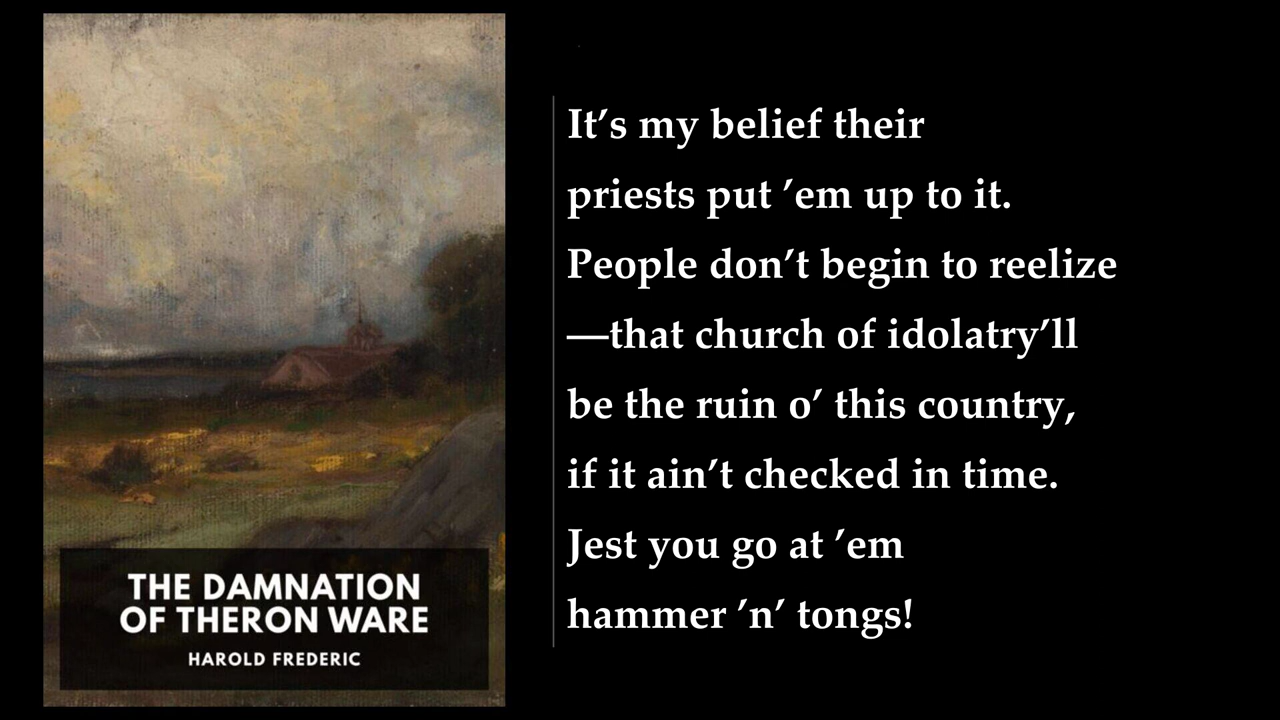 It’s my belief their
priests put ’em up to it.
People don’t begin to reelize
—that church of idolatry’ll
be the ruin o’ this country,
if it ain’t checked in time.
Jest you go at ’em
hammer ’n’ tongs!
THE DAMNATION
OF THERON WARE
HAROLD FREDERIC